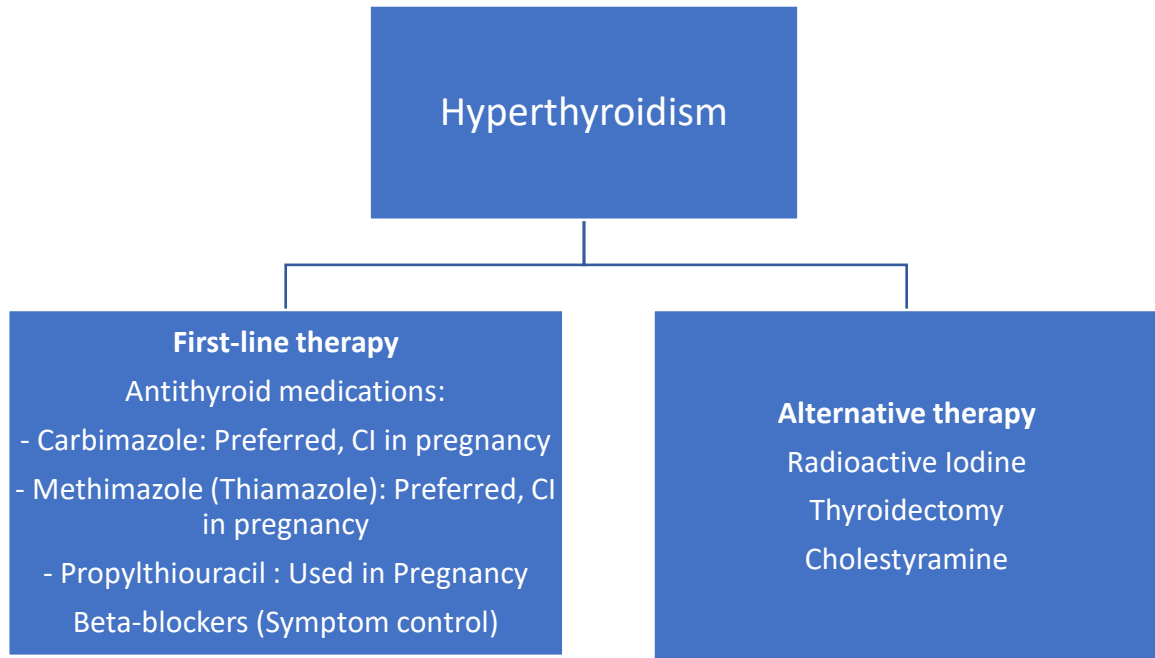 Hyperthyroidism
First-line therapy
Antithyroid medications:
- Carbimazole: Preferred, CI in pregnancy
- Methimazole (Thiamazole): Preferred, CI
in pregnancy
- Propylthiouracil : Used in Pregnancy
Beta-blockers (Symptom control)
Alternative therapy
Radioactive Iodine
Thyroidectomy
Cholestyramine